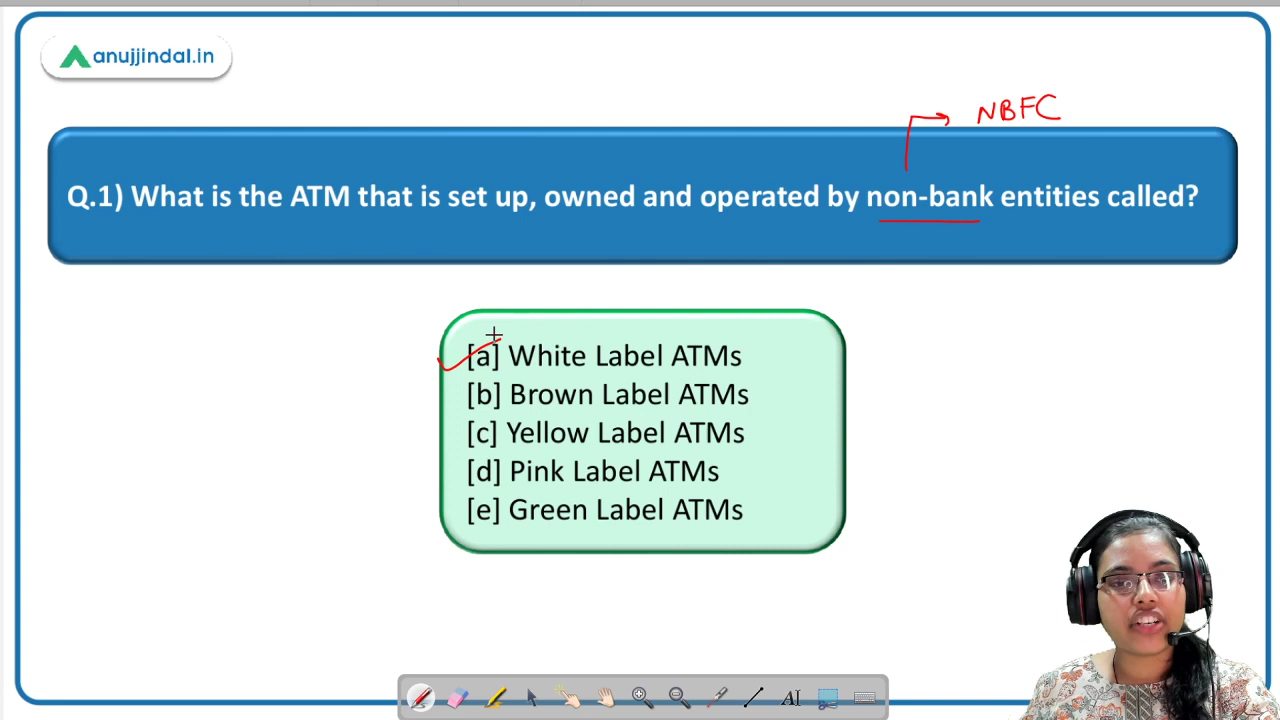 anujjindal.in
NBFC
Q.1) What is the ATM that is set up, owned and operated by non-bank entities called?
[a] White Label ATMs
[b] Brown Label ATMs
[c] Yellow Label ATMs
[d] Pink Label ATMs
[e] Green Label ATMs
AI